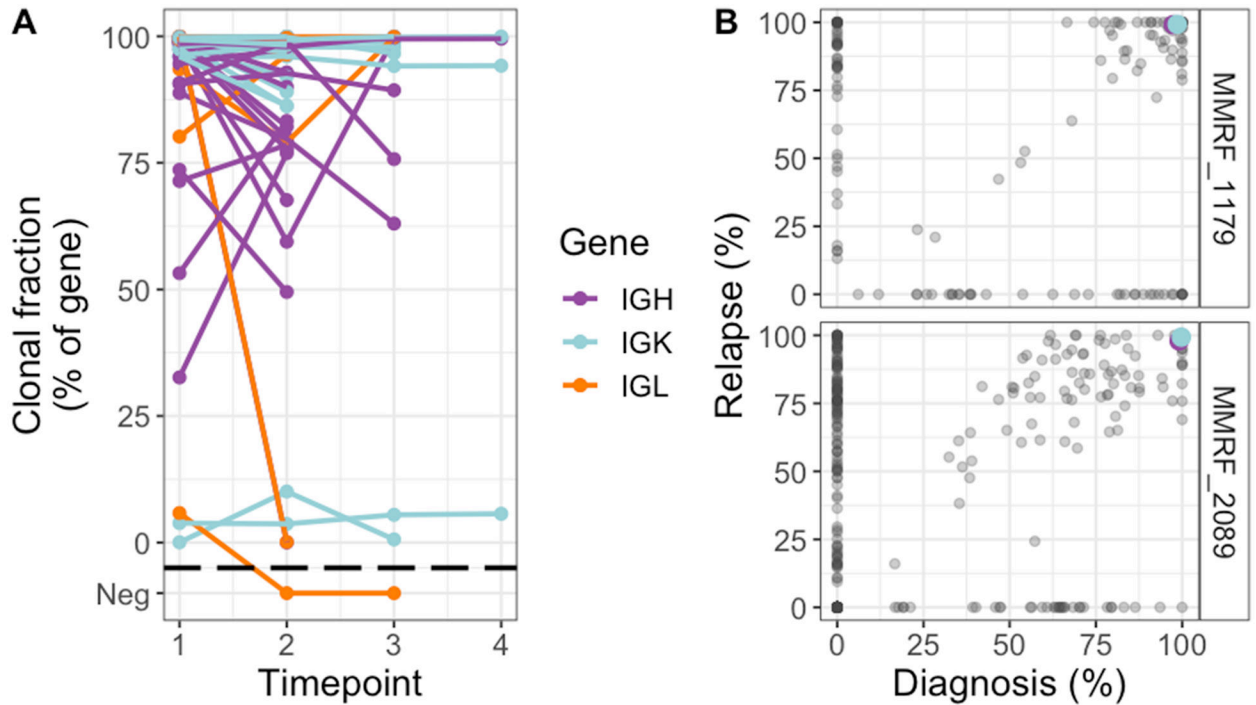 A
Clonal fraction
(% of gene)
100
75
50
25
0
Neg
1 2 3 4
Timepoint
Gene
IGH
IGK
IGL
B
Relapse (%)
100
75
50
25
0
MMRF_1179
100
75
50
25
0
MMRF_2089
0 25 50 75 100
Diagnosis (%)